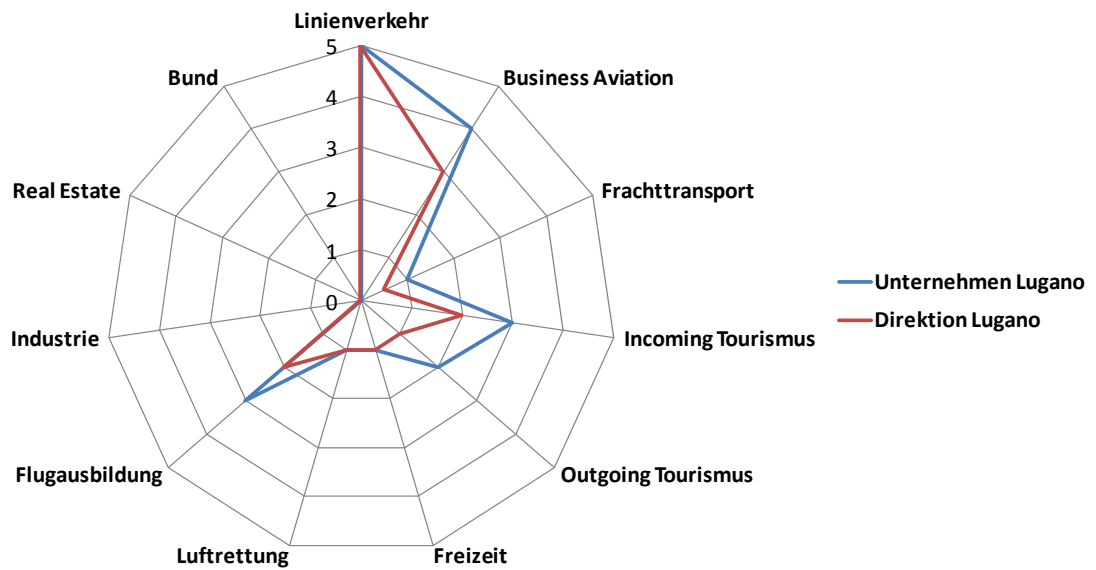 Linienverkehr
5
Bund
Business Aviation
4
3
Real Estate
Frachttransport
2
1
Unternehmen Lugano
0
Direktion Lugano
Industrie
Incoming Tourismus
Flugausbildung
Outgoing Tourismus
Luftrettung
Freizeit